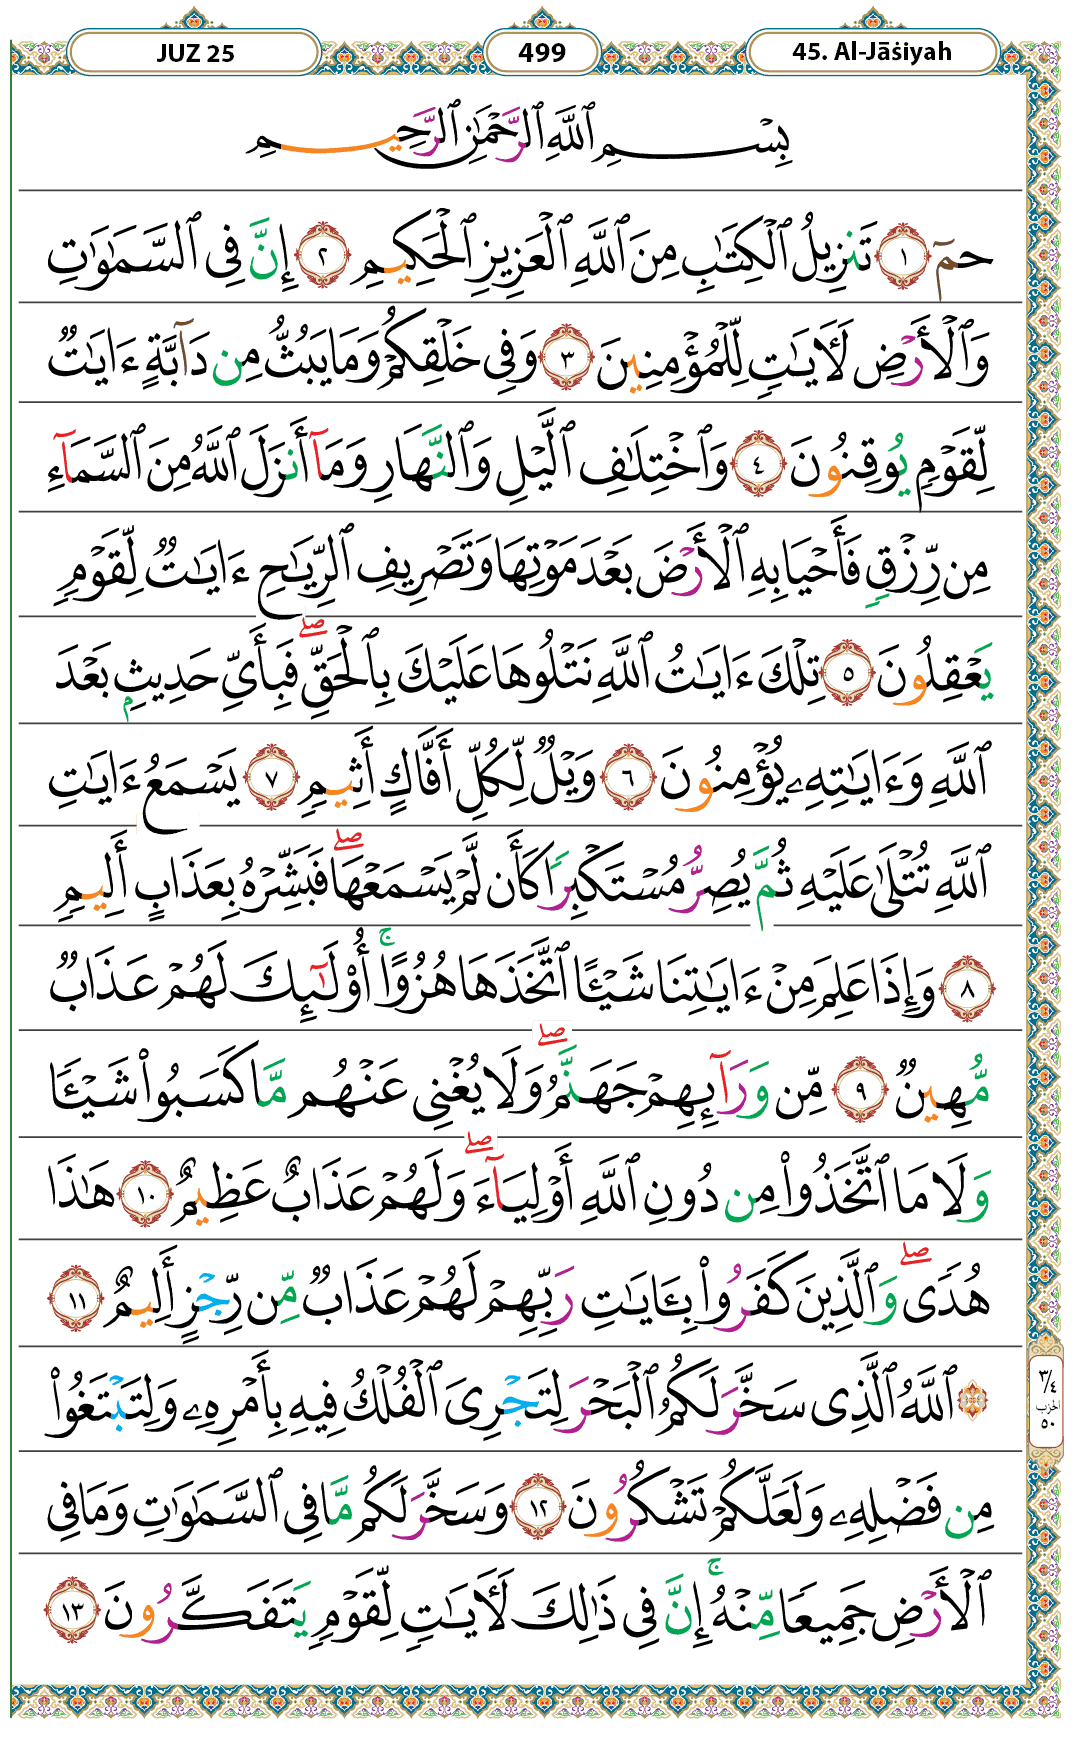 JUZ 25
499
45. Al-Jāṡiyah
بِسْمِ ٱللَّهِ ٱلرَّحْمَٰنِ ٱلرَّحِيمِ
حمٓ ١ تَنزِيلُ ٱلْكِتَٰبِ مِنَ ٱللَّهِ ٱلْعَزِيزِ ٱلْحَكِيمِ ٢ إِنَّ فِى ٱلسَّمَٰوَٰتِ
وَٱلْأَرْضِ لَءَايَٰتٍ لِّلْمُؤْمِنِينَ ٣ وَفِى خَلْقِكُمْ وَمَا يَبُثُّ مِن دَآبَّةٍ ءَايَٰتٌ
لِّقَوْمٍ يُوقِنُونَ ٤ وَٱخْتِلَٰفِ ٱلَّيْلِ وَٱلنَّهَارِ وَمَآ أَنزَلَ ٱللَّهُ مِنَ ٱلسَّمَآءِ
مِن رِّزْقٍ فَأَحْيَا بِهِ ٱلْأَرْضَ بَعْدَ مَوْتِهَا وَتَصْرِيفِ ٱلرِّيَٰحِ ءَايَٰتٌ لِّقَوْمٍ
يَعْقِلُونَ ٥ تِلْكَ ءَايَٰتُ ٱللَّهِ نَتْلُوهَا عَلَيْكَ بِٱلْحَقِّ ۖ فَبِأَىِّ حَدِيثٍۭ بَعْدَ
ٱللَّهِ وَءَايَٰتِهِۦ يُؤْمِنُونَ ٦ وَيْلٌ لِّكُلِّ أَفَّاكٍ أَثِيمٍ ٧ يَسْمَعُ ءَايَٰتِ
ٱللَّهِ تُتْلَىٰ عَلَيْهِ ثُمَّ يُصِرُّ مُسْتَكْبِرًا كَأَن لَّمْ يَسْمَعْهَا ۖ فَبَشِّرْهُ بِعَذَابٍ أَلِيمٍ
٨ وَإِذَا عَلِمَ مِنْ ءَايَٰتِنَا شَيْـًٔا ٱتَّخَذَهَا هُزُوًا ۚ أُو۟لَٰٓئِكَ لَهُمْ عَذَابٌ
مُّهِينٌ ٩ مِّن وَرَآئِهِمْ جَهَنَّمُ ۖ وَلَا يُغْنِى عَنْهُم مَّا كَسَبُوا۟ شَيْـًٔا
وَلَا مَا ٱتَّخَذُوا۟ مِن دُونِ ٱللَّهِ أَوْلِيَآءَ ۖ وَلَهُمْ عَذَابٌ عَظِيمٌ ١٠ هَٰذَا
هُدًى ۖ وَٱلَّذِينَ كَفَرُوا۟ بِـَٔايَٰتِ رَبِّهِمْ لَهُمْ عَذَابٌ مِّن رِّجْزٍ أَلِيمٌ ١١
۞ ٱللَّهُ ٱلَّذِى سَخَّرَ لَكُمُ ٱلْبَحْرَ لِتَجْرِىَ ٱلْفُلْكُ فِيهِ بِأَمْرِهِۦ وَلِتَبْتَغُوا۟
٣/٤
الحزب
٥٠
مِن فَضْلِهِۦ وَلَعَلَّكُمْ تَشْكُرُونَ ١٢ وَسَخَّرَ لَكُم مَّا فِى ٱلسَّمَٰوَٰتِ وَمَا فِى
ٱلْأَرْضِ جَمِيعًا مِّنْهُ ۚ إِنَّ فِى ذَٰلِكَ لَءَايَٰتٍ لِّقَوْمٍ يَتَفَكَّرُونَ ١٣